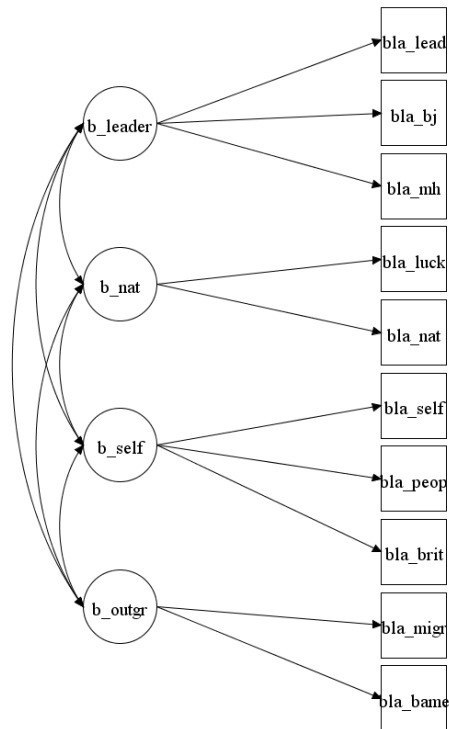 bla_lead
b_leader
bla_bj
bla_mh
bla_luck
b_nat
bla_nat
bla_self
b_self
bla_peop
bla_brit
b_outgr
bla_migr
bla_bame